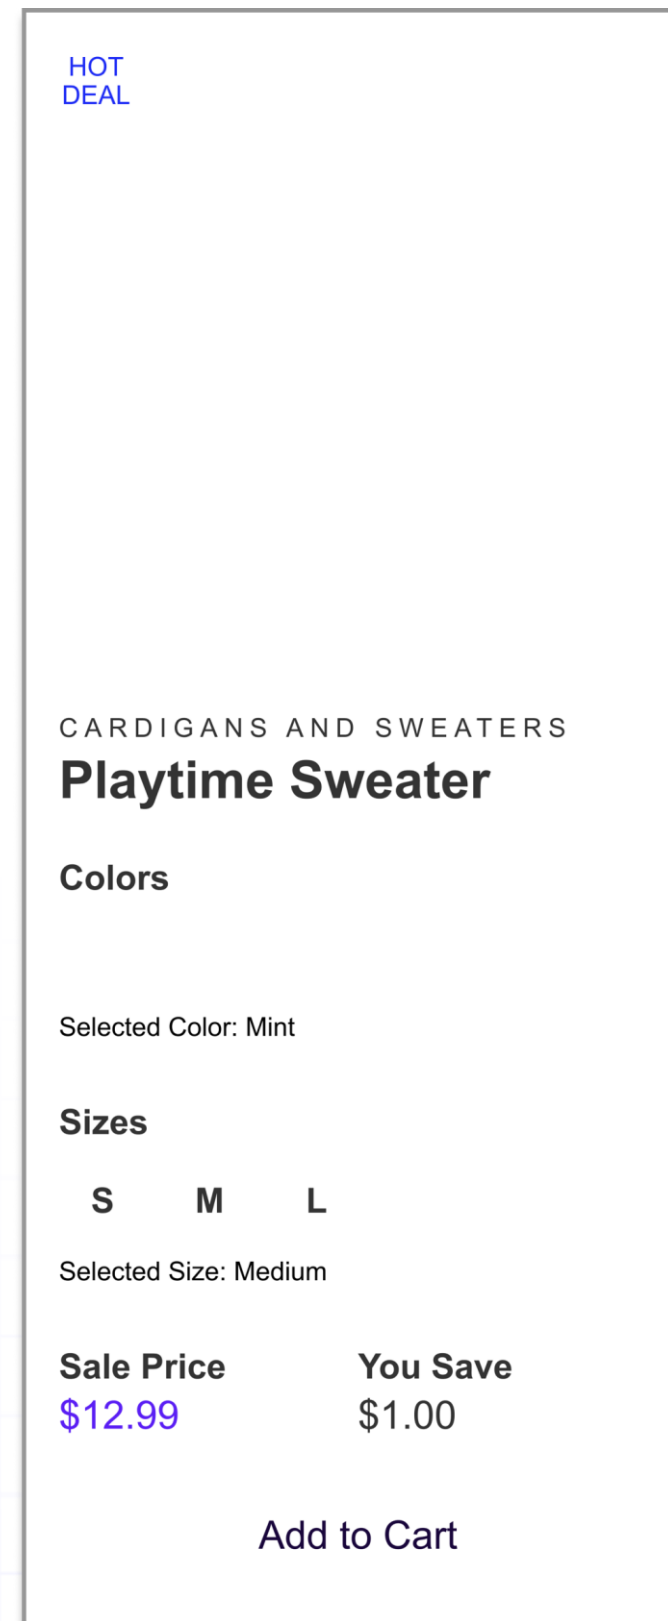 HOT
DEAL
CARDIGANS AND SWEATERS
Playtime Sweater
Colors
Selected Color: Mint
Sizes
S M L
Selected Size: Medium
Sale Price You Save
$12.99 $1.00
Add to Cart